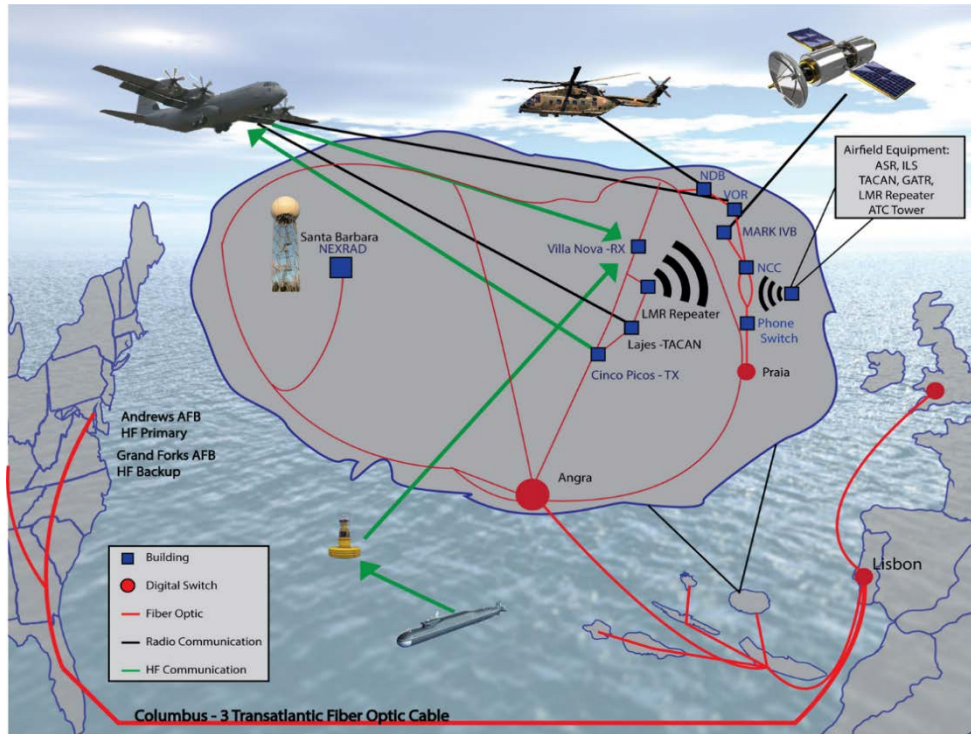 Airfield Equipment:
ASR, ILS
TACAN, GATR,
LMR Repeater
ATC Tower
NDB
VOR
Santa Barbara
NEXRAD
Villa Nova -RX
MARK IVB
NCC
LMR Repeater
Phone
Switch
Lajes -TACAN
Cinco Picos - TX
Praia
Andrews AFB
HF Primary
Grand Forks AFB
HF Backup
Angra
Lisbon
Building
Digital Switch
Fiber Optic
Radio Communication
HF Communication
Columbus - 3 Transatlantic Fiber Optic Cable